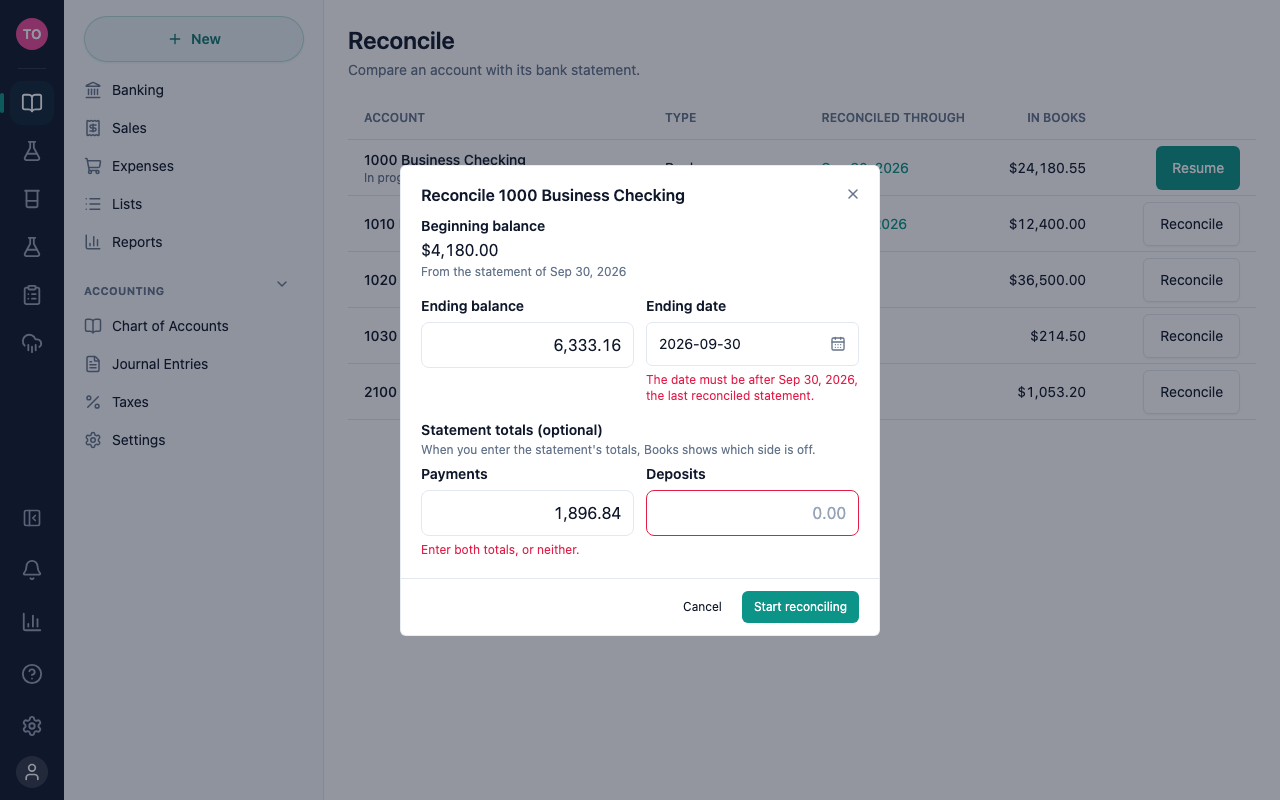 TO
New
Banking
Sales
Expenses
Lists
Reports
ACCOUNTING
Chart of Accounts
Journal Entries
Taxes
Settings
Reconcile
Compare an account with its bank statement.
ACCOUNT TYPE RECONCILED THROUGH IN BOOKS
1000 Business Checking 2026 $24,180.55 Resume
In prog
1010 2026 $12,400.00 Reconcile
1020 $36,500.00 Reconcile
1030 $214.50 Reconcile
2100 $1,053.20 Reconcile
Reconcile 1000 Business Checking
Beginning balance
$4,180.00
From the statement of Sep 30, 2026
Ending balance Ending date
6,333.16 2026-09-30
The date must be after Sep 30, 2026,
the last reconciled statement.
Statement totals (optional)
When you enter the statement's totals, Books shows which side is off.
Payments Deposits
1,896.84 0.00
Enter both totals, or neither.
Cancel Start reconciling